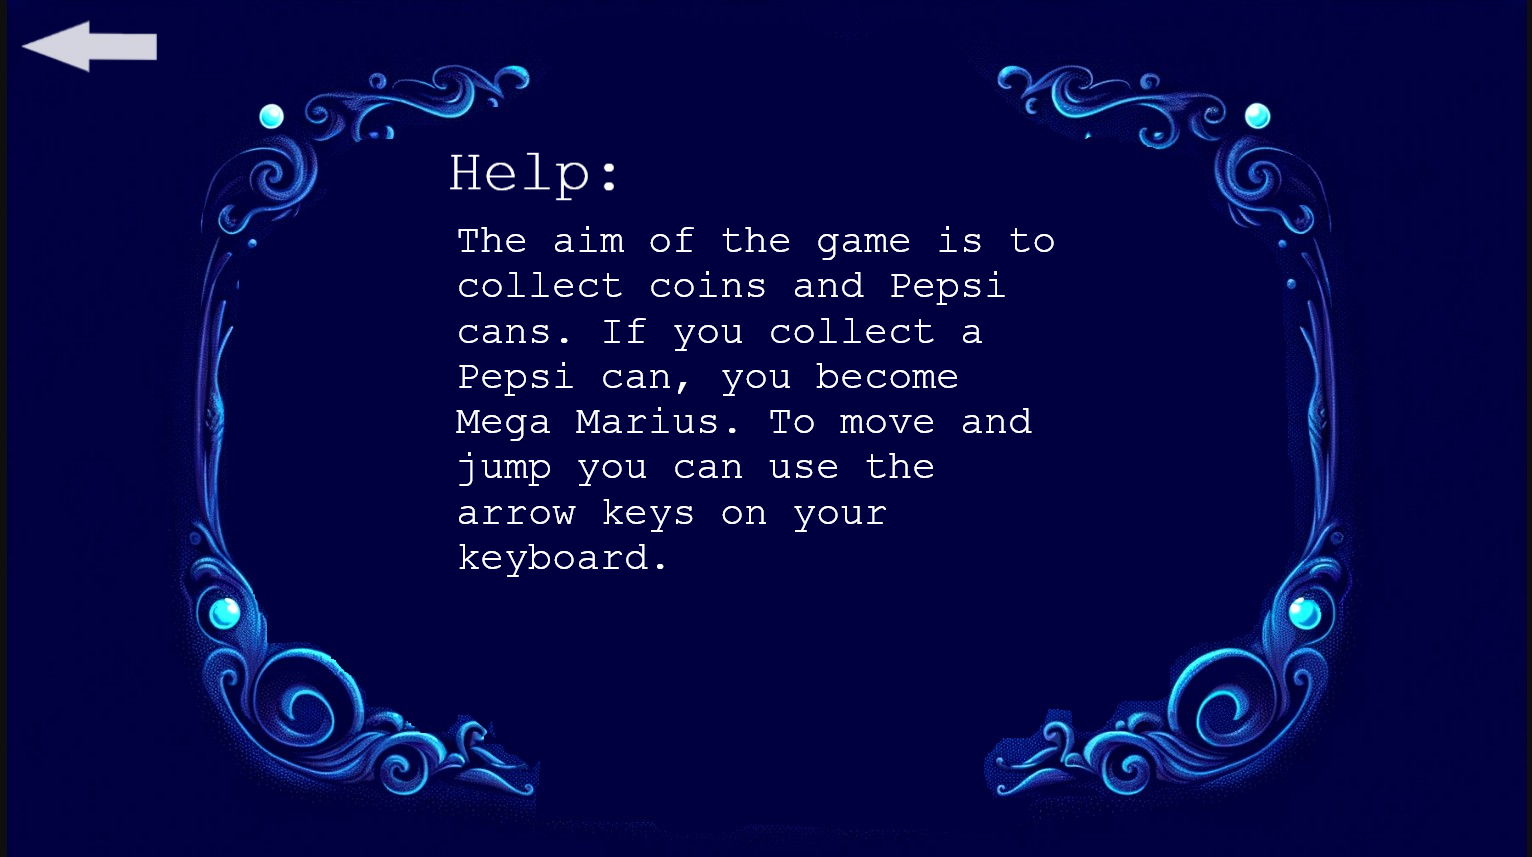 Help:
The aim of the game is to
collect coins and Pepsi
cans. If you collect a
Pepsi can, you become
Mega Marius. To move and
jump you can use the
arrow keys on your
keyboard.